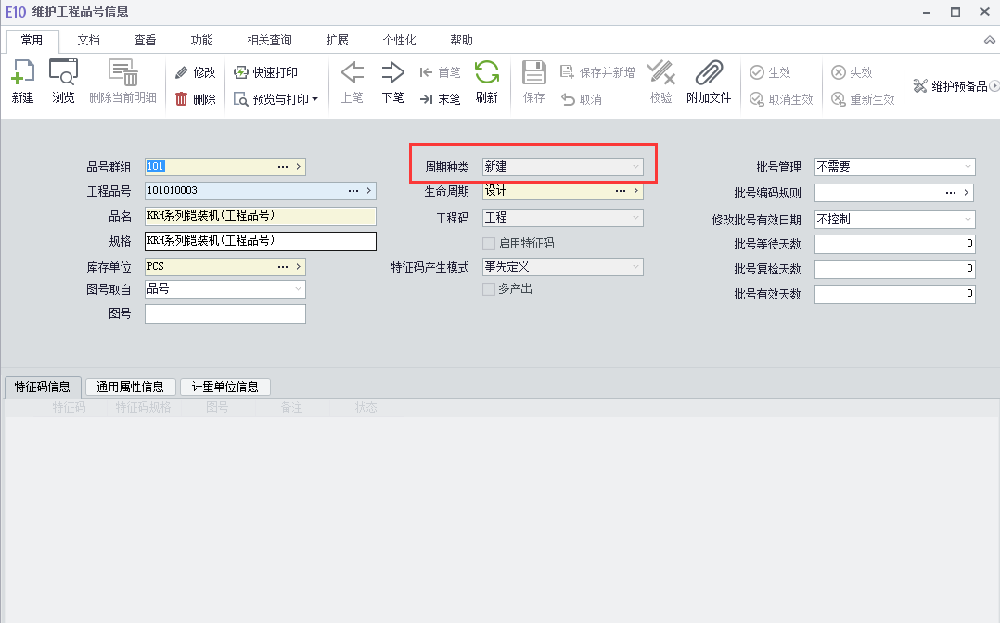 E10 维护工程品号信息
常用 文档 查看 功能 相关查询 扩展 个性化 帮助
新建 浏览 删除当前明细 修改 删除 快速打印 预览与打印 上笔 下笔 首笔 末笔 刷新 保存 保存并新增 取消 校验 附加文件 生效 取消生效 失效 重新生效 维护预备品
品号群组 101 周期种类 新建 批号管理 不需要
工程品号 101010003 生命周期 设计 批号编码规则
品名 KRH系列铠装机(工程品号) 工程码 工程 修改批号有效日期 不控制
规格 KRH系列铠装机(工程品号) 启用特征码 批号等待天数 0
库存单位 PCS 特征码产生模式 事先定义 批号复检天数 0
图号取自 品号 多产出 批号有效天数 0
图号
特征码信息 通用属性信息 计量单位信息
特征码 特征码规格 图号 备注 状态